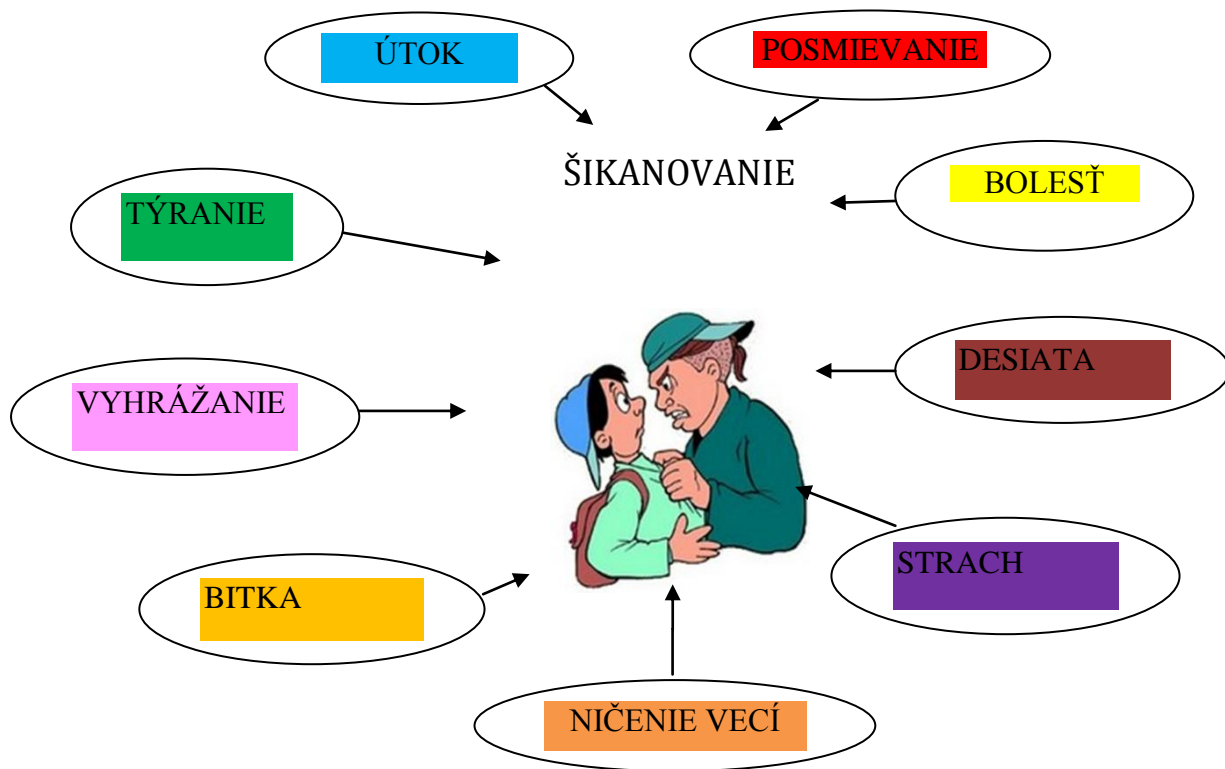 ÚTOK
POSMIEVANIE
ŠIKANOVANIE
BOLESŤ
TÝRANIE
DESIATA
VYHRÁŽANIE
STRACH
BITKA
NIČENIE VECÍ